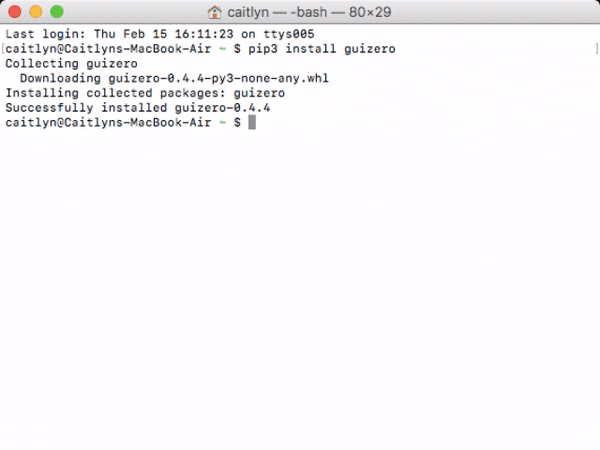 caitlyn — -bash — 80×29
Last login: Thu Feb 15 16:11:23 on ttys005
[caitlyn@Caitlyns-MacBook-Air ~ $ pip3 install guizero ]
Collecting guizero
  Downloading guizero-0.4.4-py3-none-any.whl
Installing collected packages: guizero
Successfully installed guizero-0.4.4
caitlyn@Caitlyns-MacBook-Air ~ $